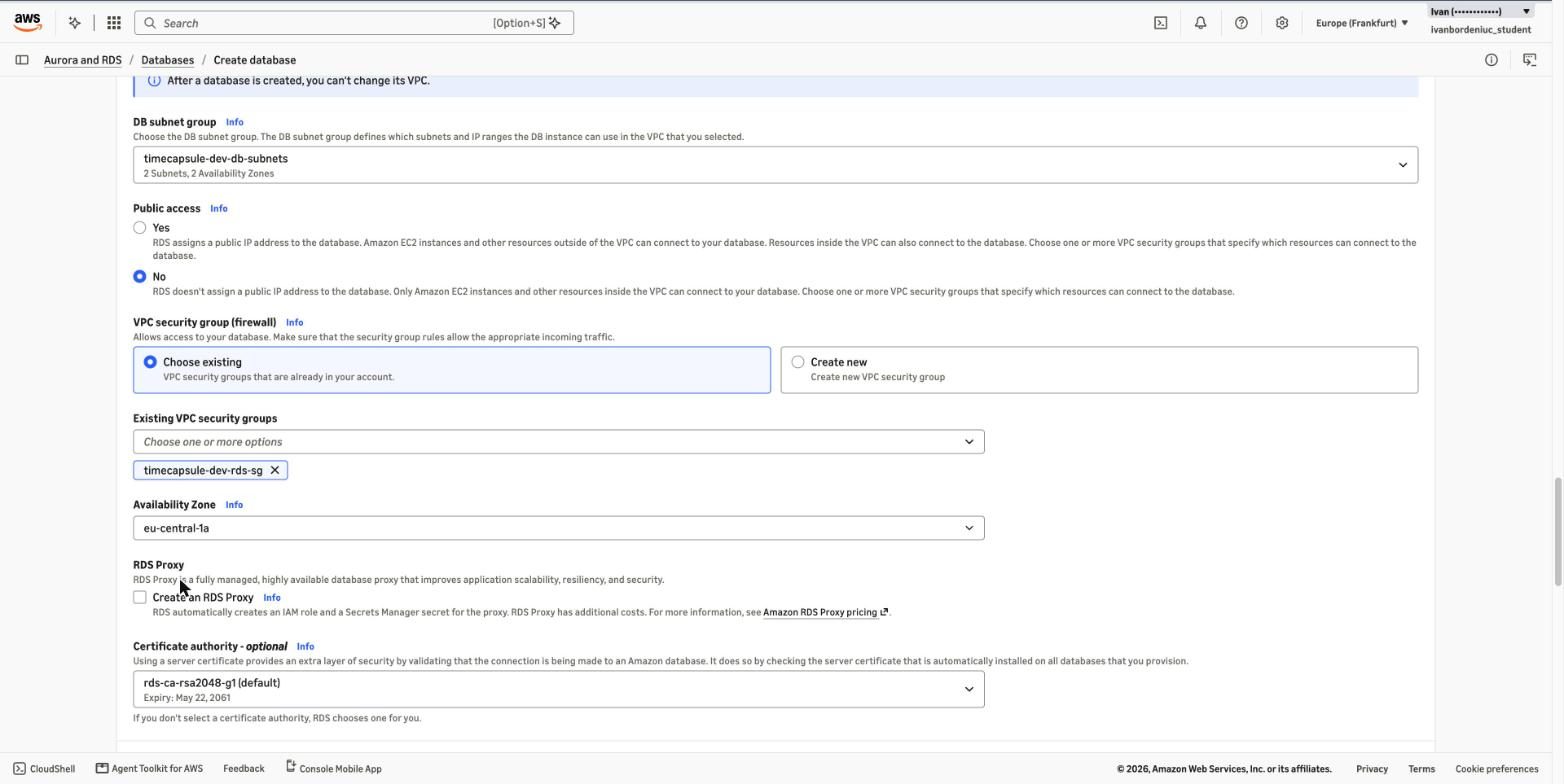 aws
Search
[Option+S]
Europe (Frankfurt)
Ivan (••••••••••••)
ivanbordeniuc_student
Aurora and RDS / Databases / Create database
After a database is created, you can't change its VPC.
DB subnet group Info
Choose the DB subnet group. The DB subnet group defines which subnets and IP ranges the DB instance can use in the VPC that you selected.
timecapsule-dev-db-subnets
2 Subnets, 2 Availability Zones
Public access Info
Yes
RDS assigns a public IP address to the database. Amazon EC2 instances and other resources outside of the VPC can connect to your database. Resources inside the VPC can also connect to the database. Choose one or more VPC security groups that specify which resources can connect to the
database.
No
RDS doesn't assign a public IP address to the database. Only Amazon EC2 instances and other resources inside the VPC can connect to your database. Choose one or more VPC security groups that specify which resources can connect to the database.
VPC security group (firewall) Info
Allows access to your database. Make sure that the security group rules allow the appropriate incoming traffic.
Choose existing
VPC security groups that are already in your account.
Create new
Create new VPC security group
Existing VPC security groups
Choose one or more options
timecapsule-dev-rds-sg
Availability Zone Info
eu-central-1a
RDS Proxy
RDS Proxy is a fully managed, highly available database proxy that improves application scalability, resiliency, and security.
Create an RDS Proxy Info
RDS automatically creates an IAM role and a Secrets Manager secret for the proxy. RDS Proxy has additional costs. For more information, see Amazon RDS Proxy pricing.
Certificate authority - optional Info
Using a server certificate provides an extra layer of security by validating that the connection is being made to an Amazon database. It does so by checking the server certificate that is automatically installed on all databases that you provision.
rds-ca-rsa2048-g1 (default)
Expiry: May 22, 2061
If you don't select a certificate authority, RDS chooses one for you.
CloudShell
Agent Toolkit for AWS
Feedback
Console Mobile App
© 2026, Amazon Web Services, Inc. or its affiliates.
Privacy
Terms
Cookie preferences